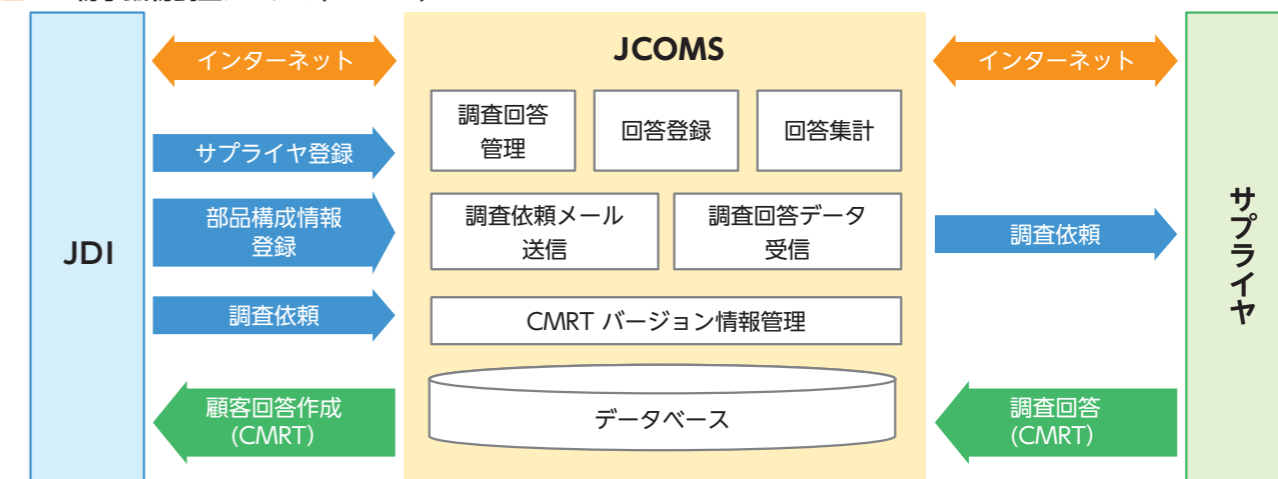 JDI
インターネット
サプライヤ登録
部品構成情報
登録
調査依頼
顧客回答作成
(CMRT)
JCOMS
調査回答
管理
回答登録
回答集計
調査依頼メール
送信
調査回答データ
受信
CMRT バージョン情報管理
データベース
インターネット
調査依頼
調査回答
(CMRT)
サプライヤ